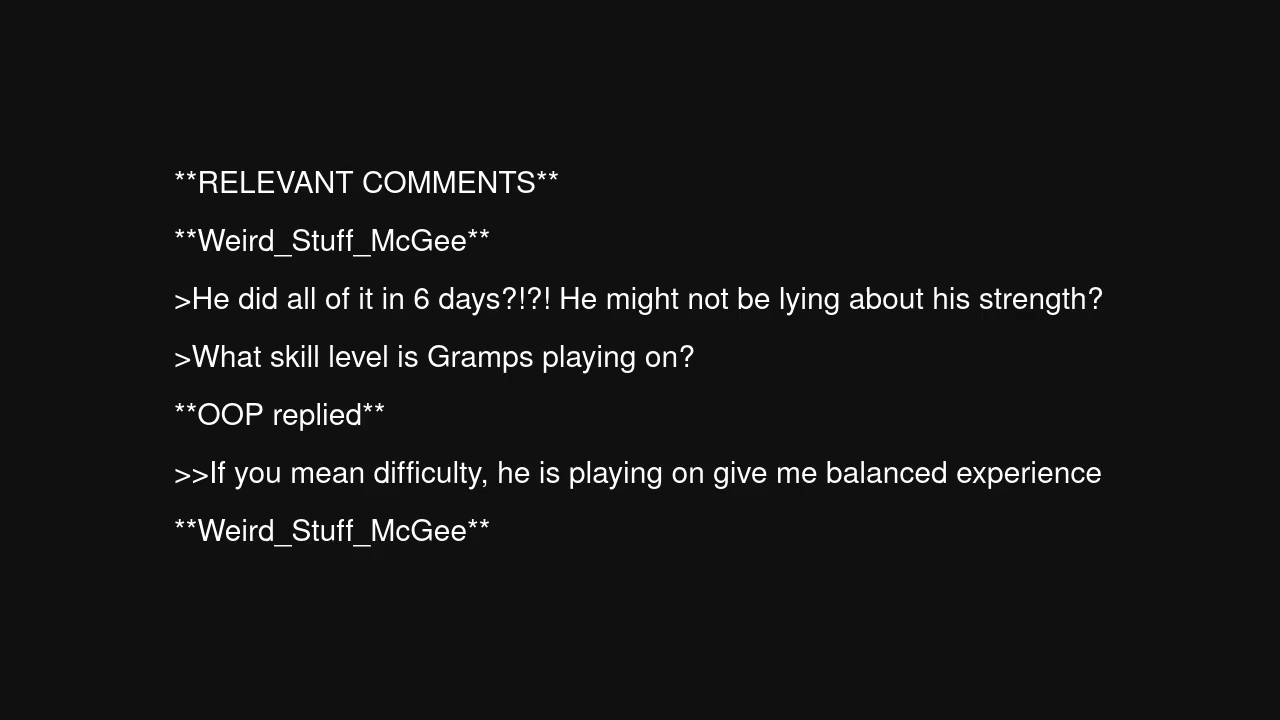 **RELEVANT COMMENTS**
**Weird_Stuff_McGee**
>He did all of it in 6 days?!?! He might not be lying about his strength?
>What skill level is Gramps playing on?
**OOP replied**
>>If you mean difficulty, he is playing on give me balanced experience
**Weird_Stuff_McGee**